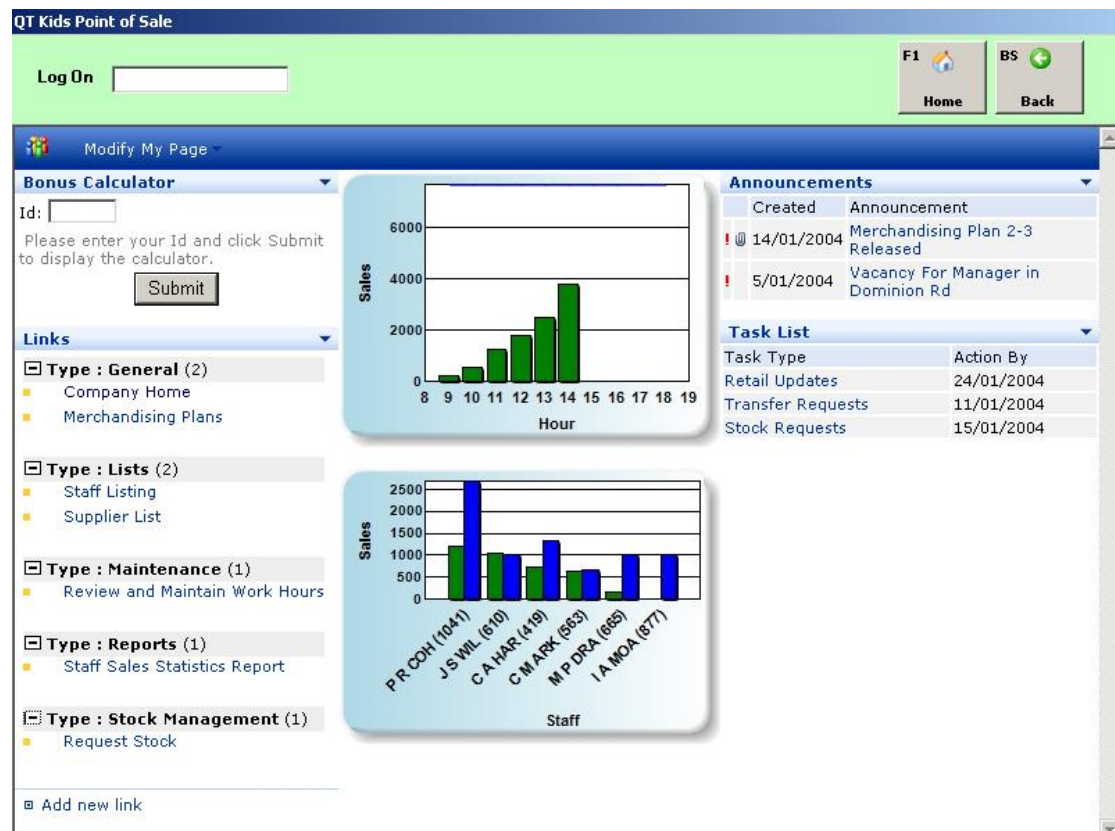 QT Kids Point of Sale
Log On
F1
Home
BS
Back
Modify My Page
Bonus Calculator
Id:
Please enter your Id and click Submit
to display the calculator.
Submit
Links
Type : General (2)
Company Home
Merchandising Plans
Type : Lists (2)
Staff Listing
Supplier List
Type : Maintenance (1)
Review and Maintain Work Hours
Type : Reports (1)
Staff Sales Statistics Report
Type : Stock Management (1)
Request Stock
Add new link
6000
4000
2000
0
Sales
8 9 10 11 12 13 14 15 16 17 18 19
Hour
2500
2000
1500
1000
500
0
Sales
P R COH (1041)
J S WIL (610)
C A HAR (419)
C M ARK (563)
M P DRA (665)
I A MOA (877)
Staff
Announcements
Created Announcement
! 14/01/2004 Merchandising Plan 2-3
Released
! 5/01/2004 Vacancy For Manager in
Dominion Rd
Task List
Task Type Action By
Retail Updates 24/01/2004
Transfer Requests 11/01/2004
Stock Requests 15/01/2004